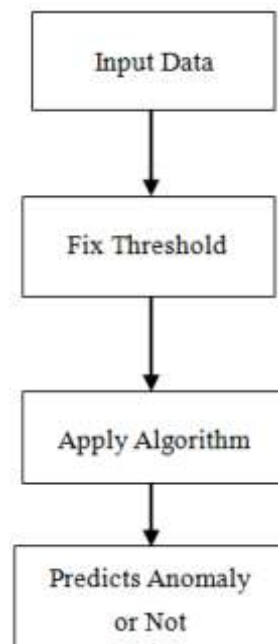 Input Data
Fix Threshold
Apply Algorithm
Predicts Anomaly
or Not